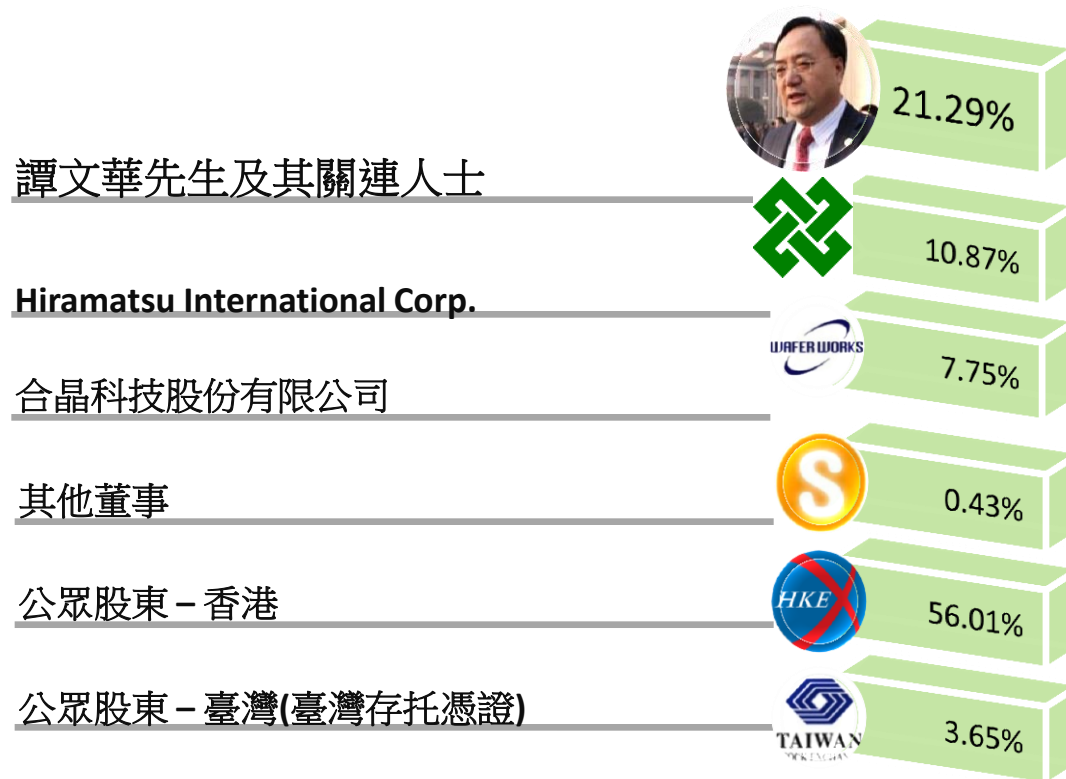 21.29%
譚文華先生及其關連人士
10.87%
Hiramatsu International Corp.
WAFER WORKS
7.75%
合晶科技股份有限公司
S
0.43%
其他董事
HKEX
56.01%
公眾股東 – 香港
公眾股東 – 臺灣(臺灣存托憑證)
TAIWAN
3.65%